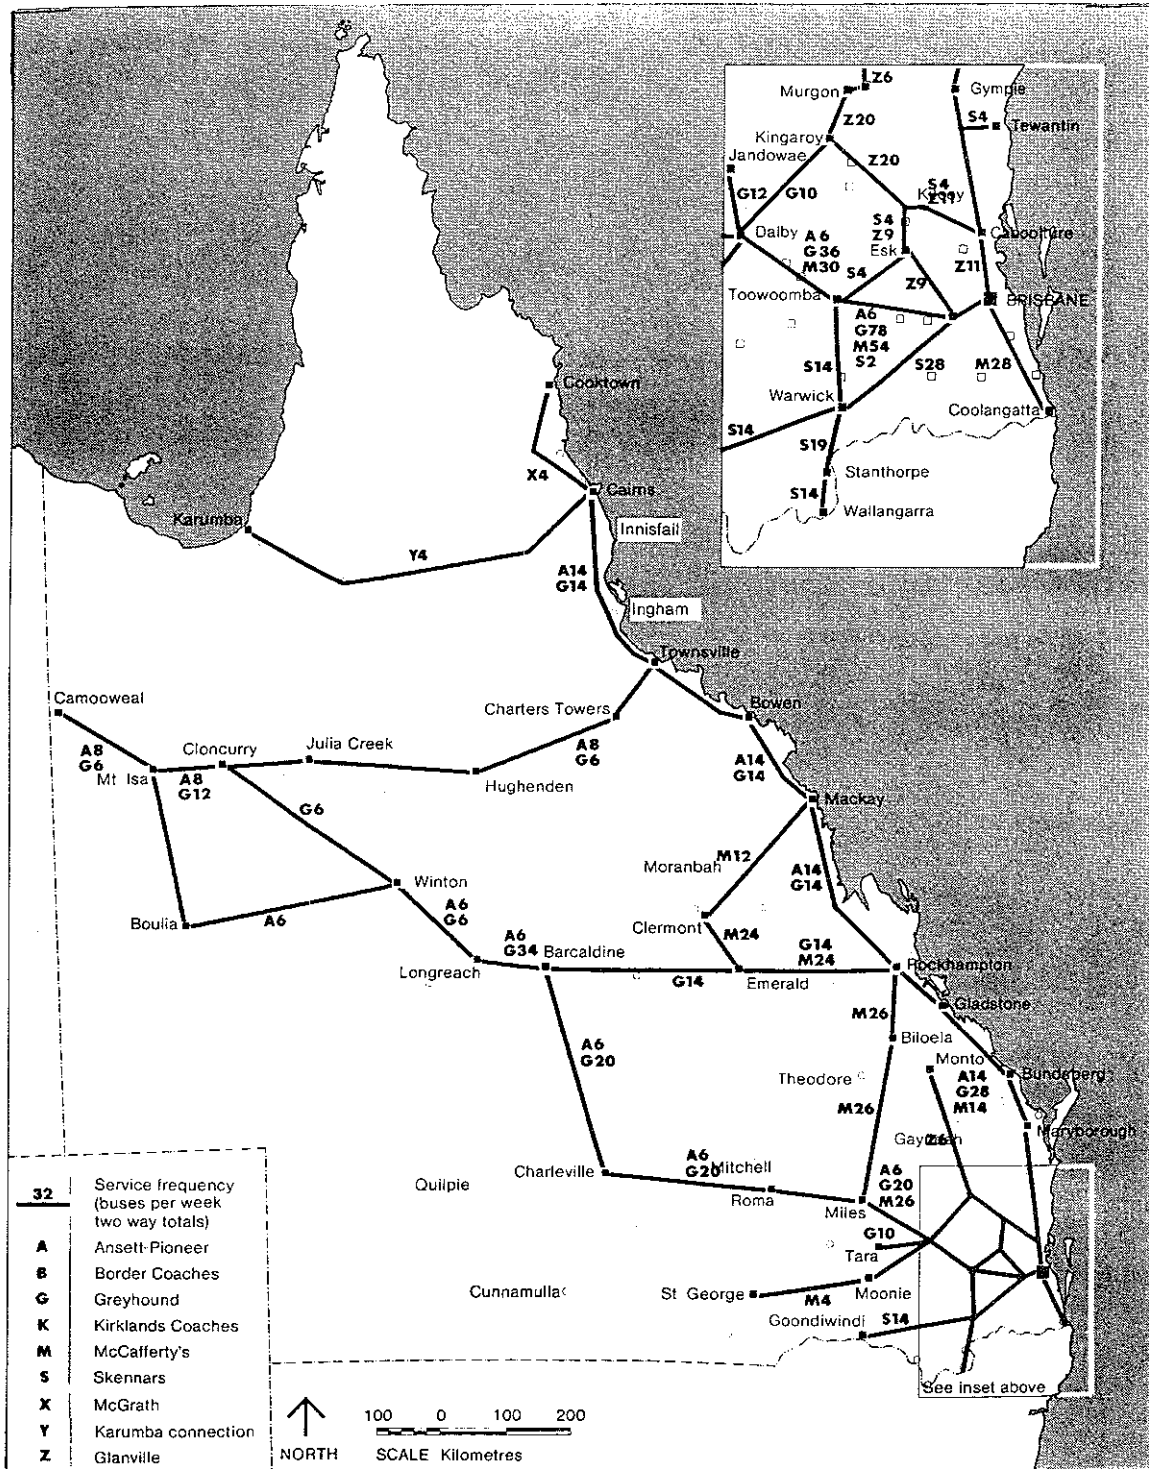 Murgon
Z6
Gympie
Z20
S4
Tewantin
Kingaroy
Jandowae
Z20
G12
G10
S4
Z11
Kilcoy
S4
Z9
Dalby
A6
G36
M30
Esk
Caboolture
Z11
S4
Z9
Toowoomba
BRISBANE
A6
G78
M54
S2
S14
S28
M28
Warwick
Coolangatta
S14
S19
Stanthorpe
S14
Wallangarra
Cooktown
X4
Cairns
Karumba
Innisfail
Y4
A14
G14
Ingham
Townsville
Camooweal
Charters Towers
Bowen
A8
G6
Cloncurry
Julia Creek
A8
G6
Mt Isa
A8
G12
Hughenden
A14
G14
G6
Mackay
M12
Moranbah
A14
G14
Winton
A6
G6
Boulia
A6
Clermont
M24
A6
G34
Barcaldine
G14
M24
Longreach
Rockhampton
G14
Emerald
Gladstone
M26
Biloela
A6
G20
Monto
Theodore
A14
G28
M14
Bundaberg
M26
Maryborough
Gayndah
Z6
Charleville
A6
G20
Mitchell
Roma
A6
G20
M26
Quilpie
Miles
G10
Tara
Cunnamulla
St George
M4
Moonie
Goondiwindi
S14
See inset above
32 Service frequency
(buses per week
two way totals)
A Ansett-Pioneer
B Border Coaches
G Greyhound
K Kirklands Coaches
M McCafferty's
S Skennars
X McGrath
Y Karumba connection
Z Glanville
NORTH
100 0 100 200
SCALE Kilometres